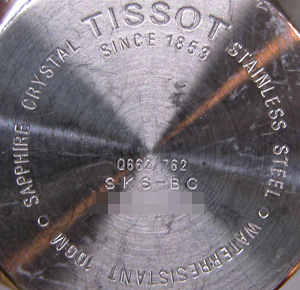 TISSOT
SINCE 1853
STAINLESS STEEL
WATERRESISTANT 100M
SAPPHIRE CRYSTAL
Q662/762
SKS-BC